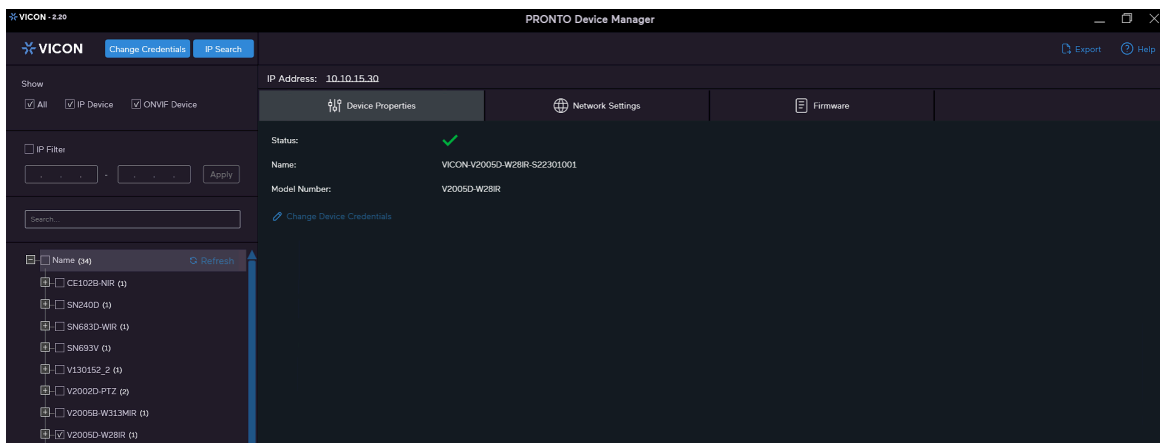 VICON - 2.20
PRONTO Device Manager
VICON
Change Credentials
IP Search
Export
Help
Show
All
IP Device
ONVIF Device
IP Address: 10.10.15.30
Device Properties
Network Settings
Firmware
IP Filter
. . . - . . .
Apply
Status:
Name: VICON-V2005D-W28IR-S22301001
Model Number: V2005D-W28IR
Change Device Credentials
Search...
Name (34)
Refresh
CE102B-NIR (1)
SN240D (1)
SN683D-WIR (1)
SN693V (1)
V130152_2 (1)
V2002D-PTZ (2)
V2005B-W313MIR (1)
V2005D-W28IR (1)